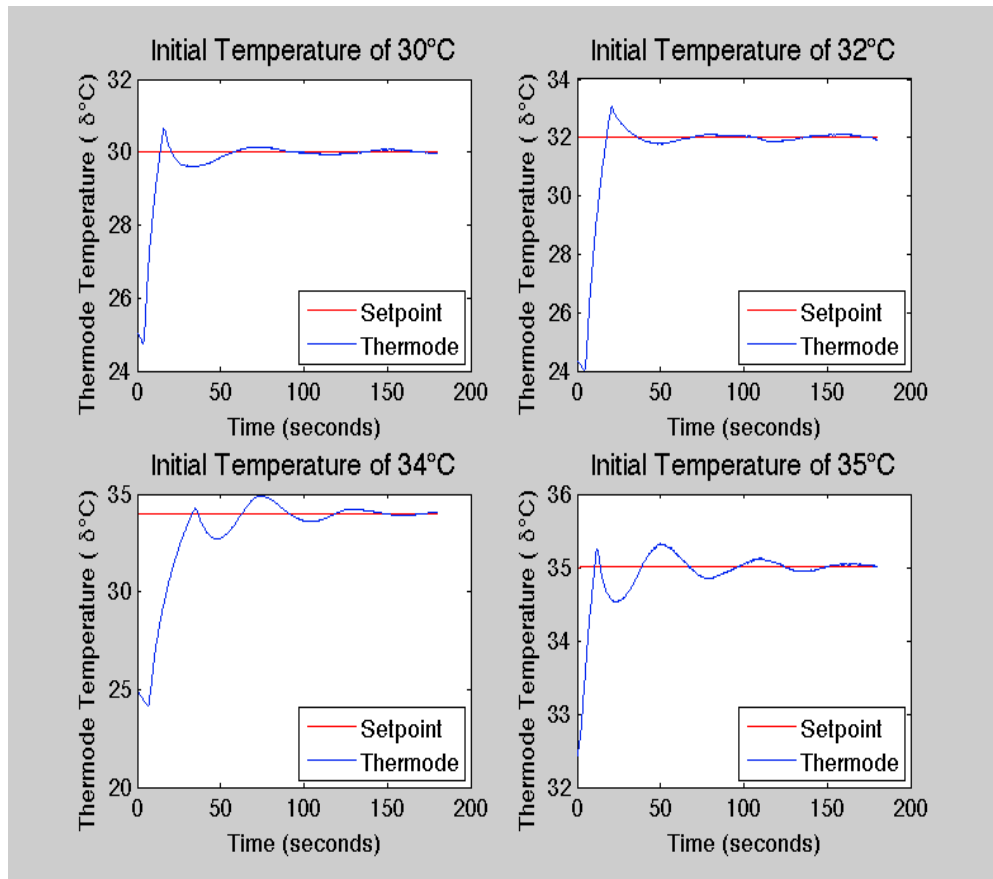 Initial Temperature of 30°C
Thermode Temperature ( δ°C)
32
30
28
26
24
0
50
100
150
200
Time (seconds)
Setpoint
Thermode
Initial Temperature of 32°C
Thermode Temperature ( δ°C)
34
32
30
28
26
24
0
50
100
150
200
Time (seconds)
Setpoint
Thermode
Initial Temperature of 34°C
Thermode Temperature ( δ°C)
35
30
25
20
0
50
100
150
200
Time (seconds)
Setpoint
Thermode
Initial Temperature of 35°C
Thermode Temperature ( δ°C)
36
35
34
33
32
0
50
100
150
200
Time (seconds)
Setpoint
Thermode